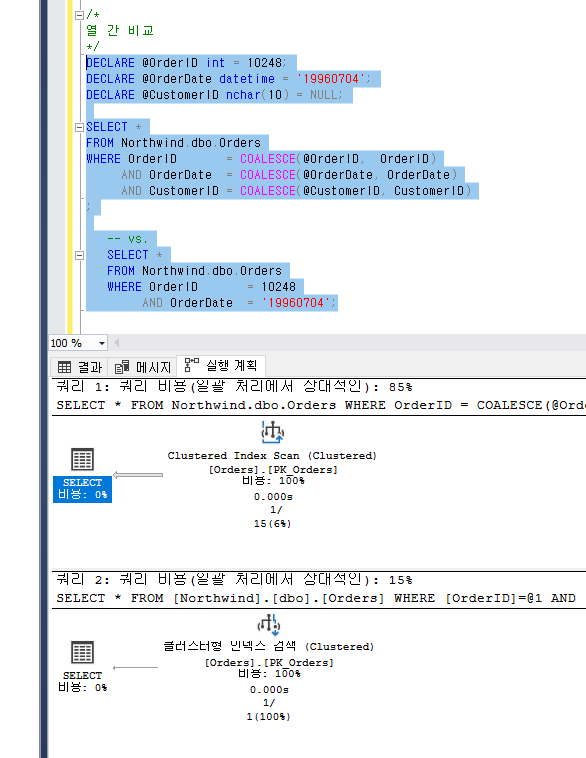 /*
열 간 비교
*/
DECLARE @OrderID int = 10248;
DECLARE @OrderDate datetime = '19960704';
DECLARE @CustomerID nchar(10) = NULL;
SELECT *
FROM Northwind.dbo.Orders
WHERE OrderID = COALESCE(@OrderID, OrderID)
AND OrderDate = COALESCE(@OrderDate, OrderDate)
AND CustomerID = COALESCE(@CustomerID, CustomerID)
;
-- vs.
SELECT *
FROM Northwind.dbo.Orders
WHERE OrderID = 10248
AND OrderDate = '19960704';
100 %
결과 메시지 실행 계획
쿼리 1: 쿼리 비용(일괄 처리에서 상대적인): 85%
SELECT * FROM Northwind.dbo.Orders WHERE OrderID = COALESCE(@Orde
Clustered Index Scan (Clustered)
[Orders].[PK_Orders]
비용: 100%
0.000s
1/
15(6%)
SELECT
비용: 0%
쿼리 2: 쿼리 비용(일괄 처리에서 상대적인): 15%
SELECT * FROM [Northwind].[dbo].[Orders] WHERE [OrderID]=@1 AND
클러스터형 인덱스 검색 (Clustered)
[Orders].[PK_Orders]
비용: 100%
0.000s
1/
1(100%)
SELECT
비용: 0%